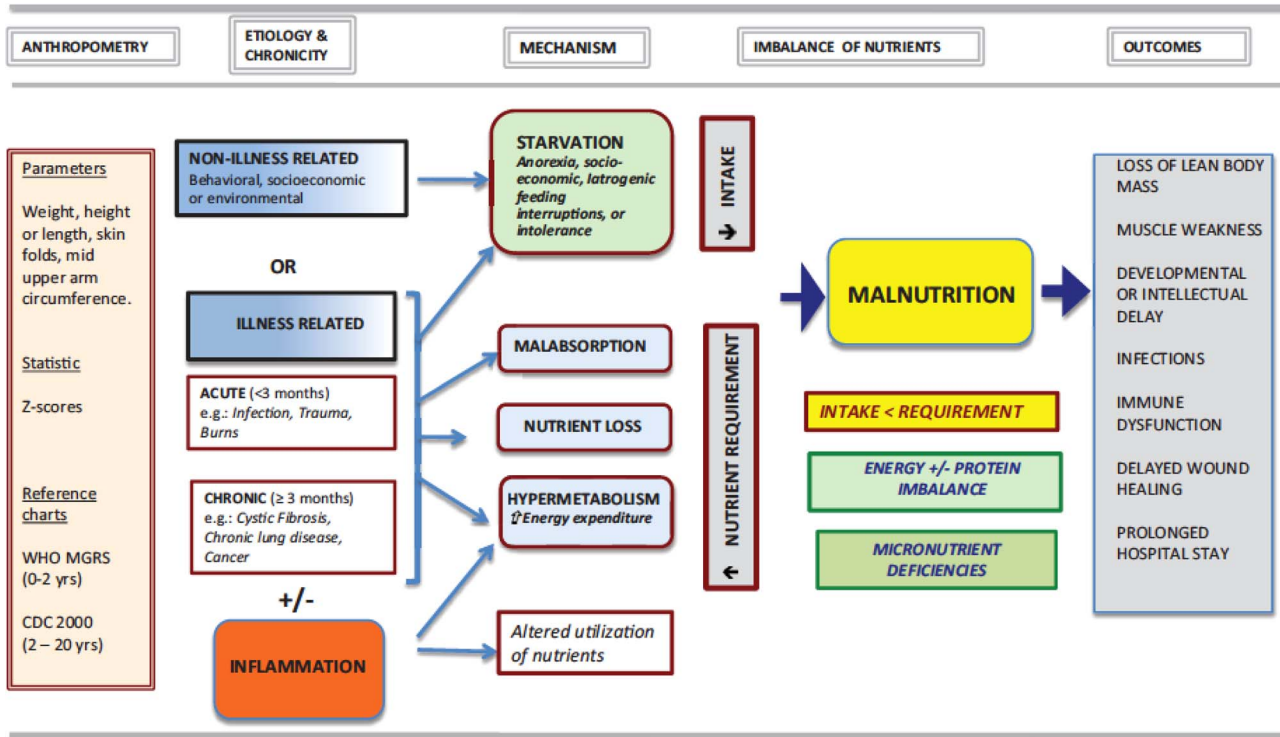 ANTHROPOMETRY
ETIOLOGY &
CHRONICITY
MECHANISM
IMBALANCE OF NUTRIENTS
OUTCOMES
Parameters
Weight, height
or length, skin
folds, mid
upper arm
circumference.
Statistic
Z-scores
Reference
charts
WHO MGRS
(0-2 yrs)
CDC 2000
(2 – 20 yrs)
NON-ILLNESS RELATED
Behavioral, socioeconomic
or environmental
OR
ILLNESS RELATED
ACUTE (<3 months)
e.g.: Infection, Trauma,
Burns
CHRONIC (≥ 3 months)
e.g.: Cystic Fibrosis,
Chronic lung disease,
Cancer
+/-
INFLAMMATION
STARVATION
Anorexia, socio-
economic, Iatrogenic
feeding
interruptions, or
intolerance
MALABSORPTION
NUTRIENT LOSS
HYPERMETABOLISM
⇧Energy expenditure
Altered utilization
of nutrients
→ INTAKE
← NUTRIENT REQUIREMENT
MALNUTRITION
INTAKE < REQUIREMENT
ENERGY +/- PROTEIN
IMBALANCE
MICRONUTRIENT
DEFICIENCIES
LOSS OF LEAN BODY
MASS
MUSCLE WEAKNESS
DEVELOPMENTAL
OR INTELLECTUAL
DELAY
INFECTIONS
IMMUNE
DYSFUNCTION
DELAYED WOUND
HEALING
PROLONGED
HOSPITAL STAY